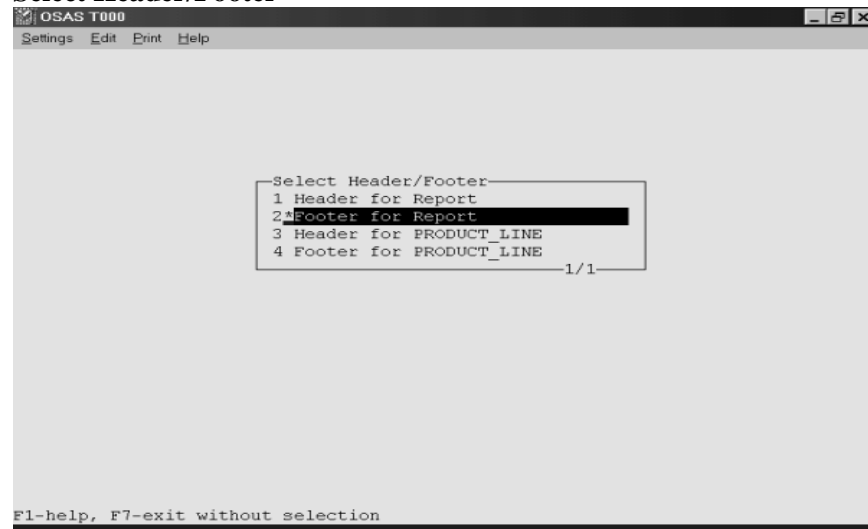 Select Header/Footer
OSAS T000
Settings Edit Print Help
Select Header/Footer
1 Header for Report
2*Footer for Report
3 Header for PRODUCT_LINE
4 Footer for PRODUCT_LINE
1/1
F1-help, F7-exit without selection